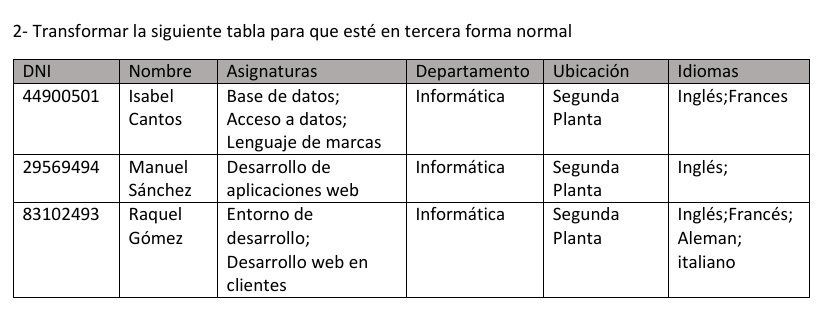 2- Transformar la siguiente tabla para que esté en tercera forma normal
DNI Nombre Asignaturas Departamento Ubicación Idiomas
44900501 Isabel Base de datos; Informática Segunda Inglés;Frances
Cantos Acceso a datos; Planta
Lenguaje de marcas
29569494 Manuel Desarrollo de Informática Segunda Inglés;
Sánchez aplicaciones web Planta
83102493 Raquel Entorno de Informática Segunda Inglés;Francés;
Gómez desarrollo; Planta Aleman;
Desarrollo web en italiano
clientes